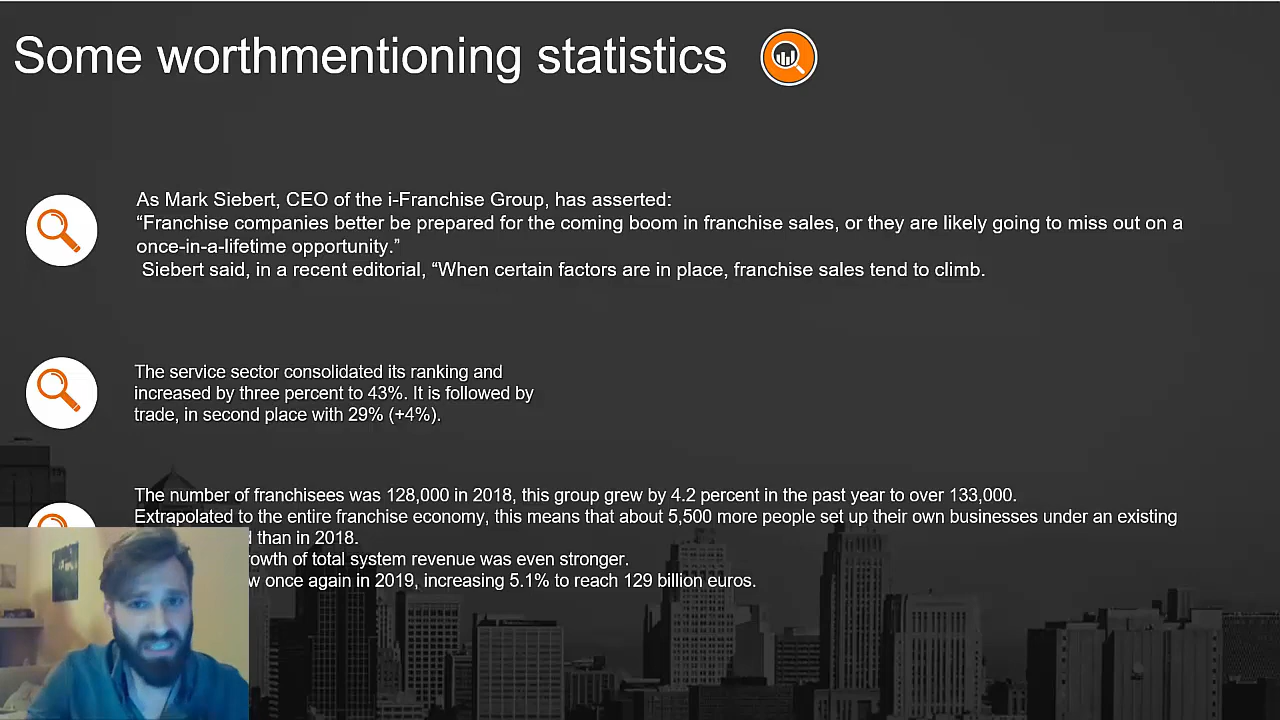 Some worthmentioning statistics
As Mark Siebert, CEO of the i-Franchise Group, has asserted:
“Franchise companies better be prepared for the coming boom in franchise sales, or they are likely going to miss out on a
once-in-a-lifetime opportunity.”
Siebert said, in a recent editorial, “When certain factors are in place, franchise sales tend to climb.
The service sector consolidated its ranking and
increased by three percent to 43%. It is followed by
trade, in second place with 29% (+4%).
The number of franchisees was 128,000 in 2018, this group grew by 4.2 percent in the past year to over 133,000.
Extrapolated to the entire franchise economy, this means that about 5,500 more people set up their own businesses under an existing
than in 2018.
of total system revenue was even stronger.
once again in 2019, increasing 5.1% to reach 129 billion euros.